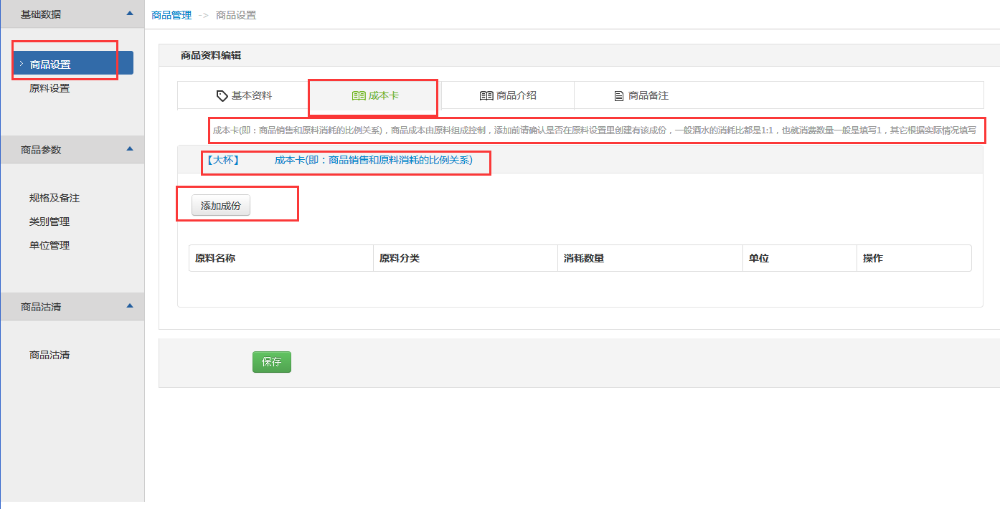 基础数据
商品设置
原料设置
商品参数
规格及备注
类别管理
单位管理
商品沽清
商品沽清
商品管理 -> 商品设置
商品资料编辑
基本资料 成本卡 商品介绍 商品备注
成本卡(即：商品销售和原料消耗的比例关系)，商品成本由原料组成控制，添加前请确认是否在原料设置里创建有该成份，一般酒水的消耗比都是1:1，也就消费数量一般是填写1，其它根据实际情况填写
【大杯】 成本卡(即：商品销售和原料消耗的比例关系)
添加成份
原料名称 原料分类 消耗数量 单位 操作
保存